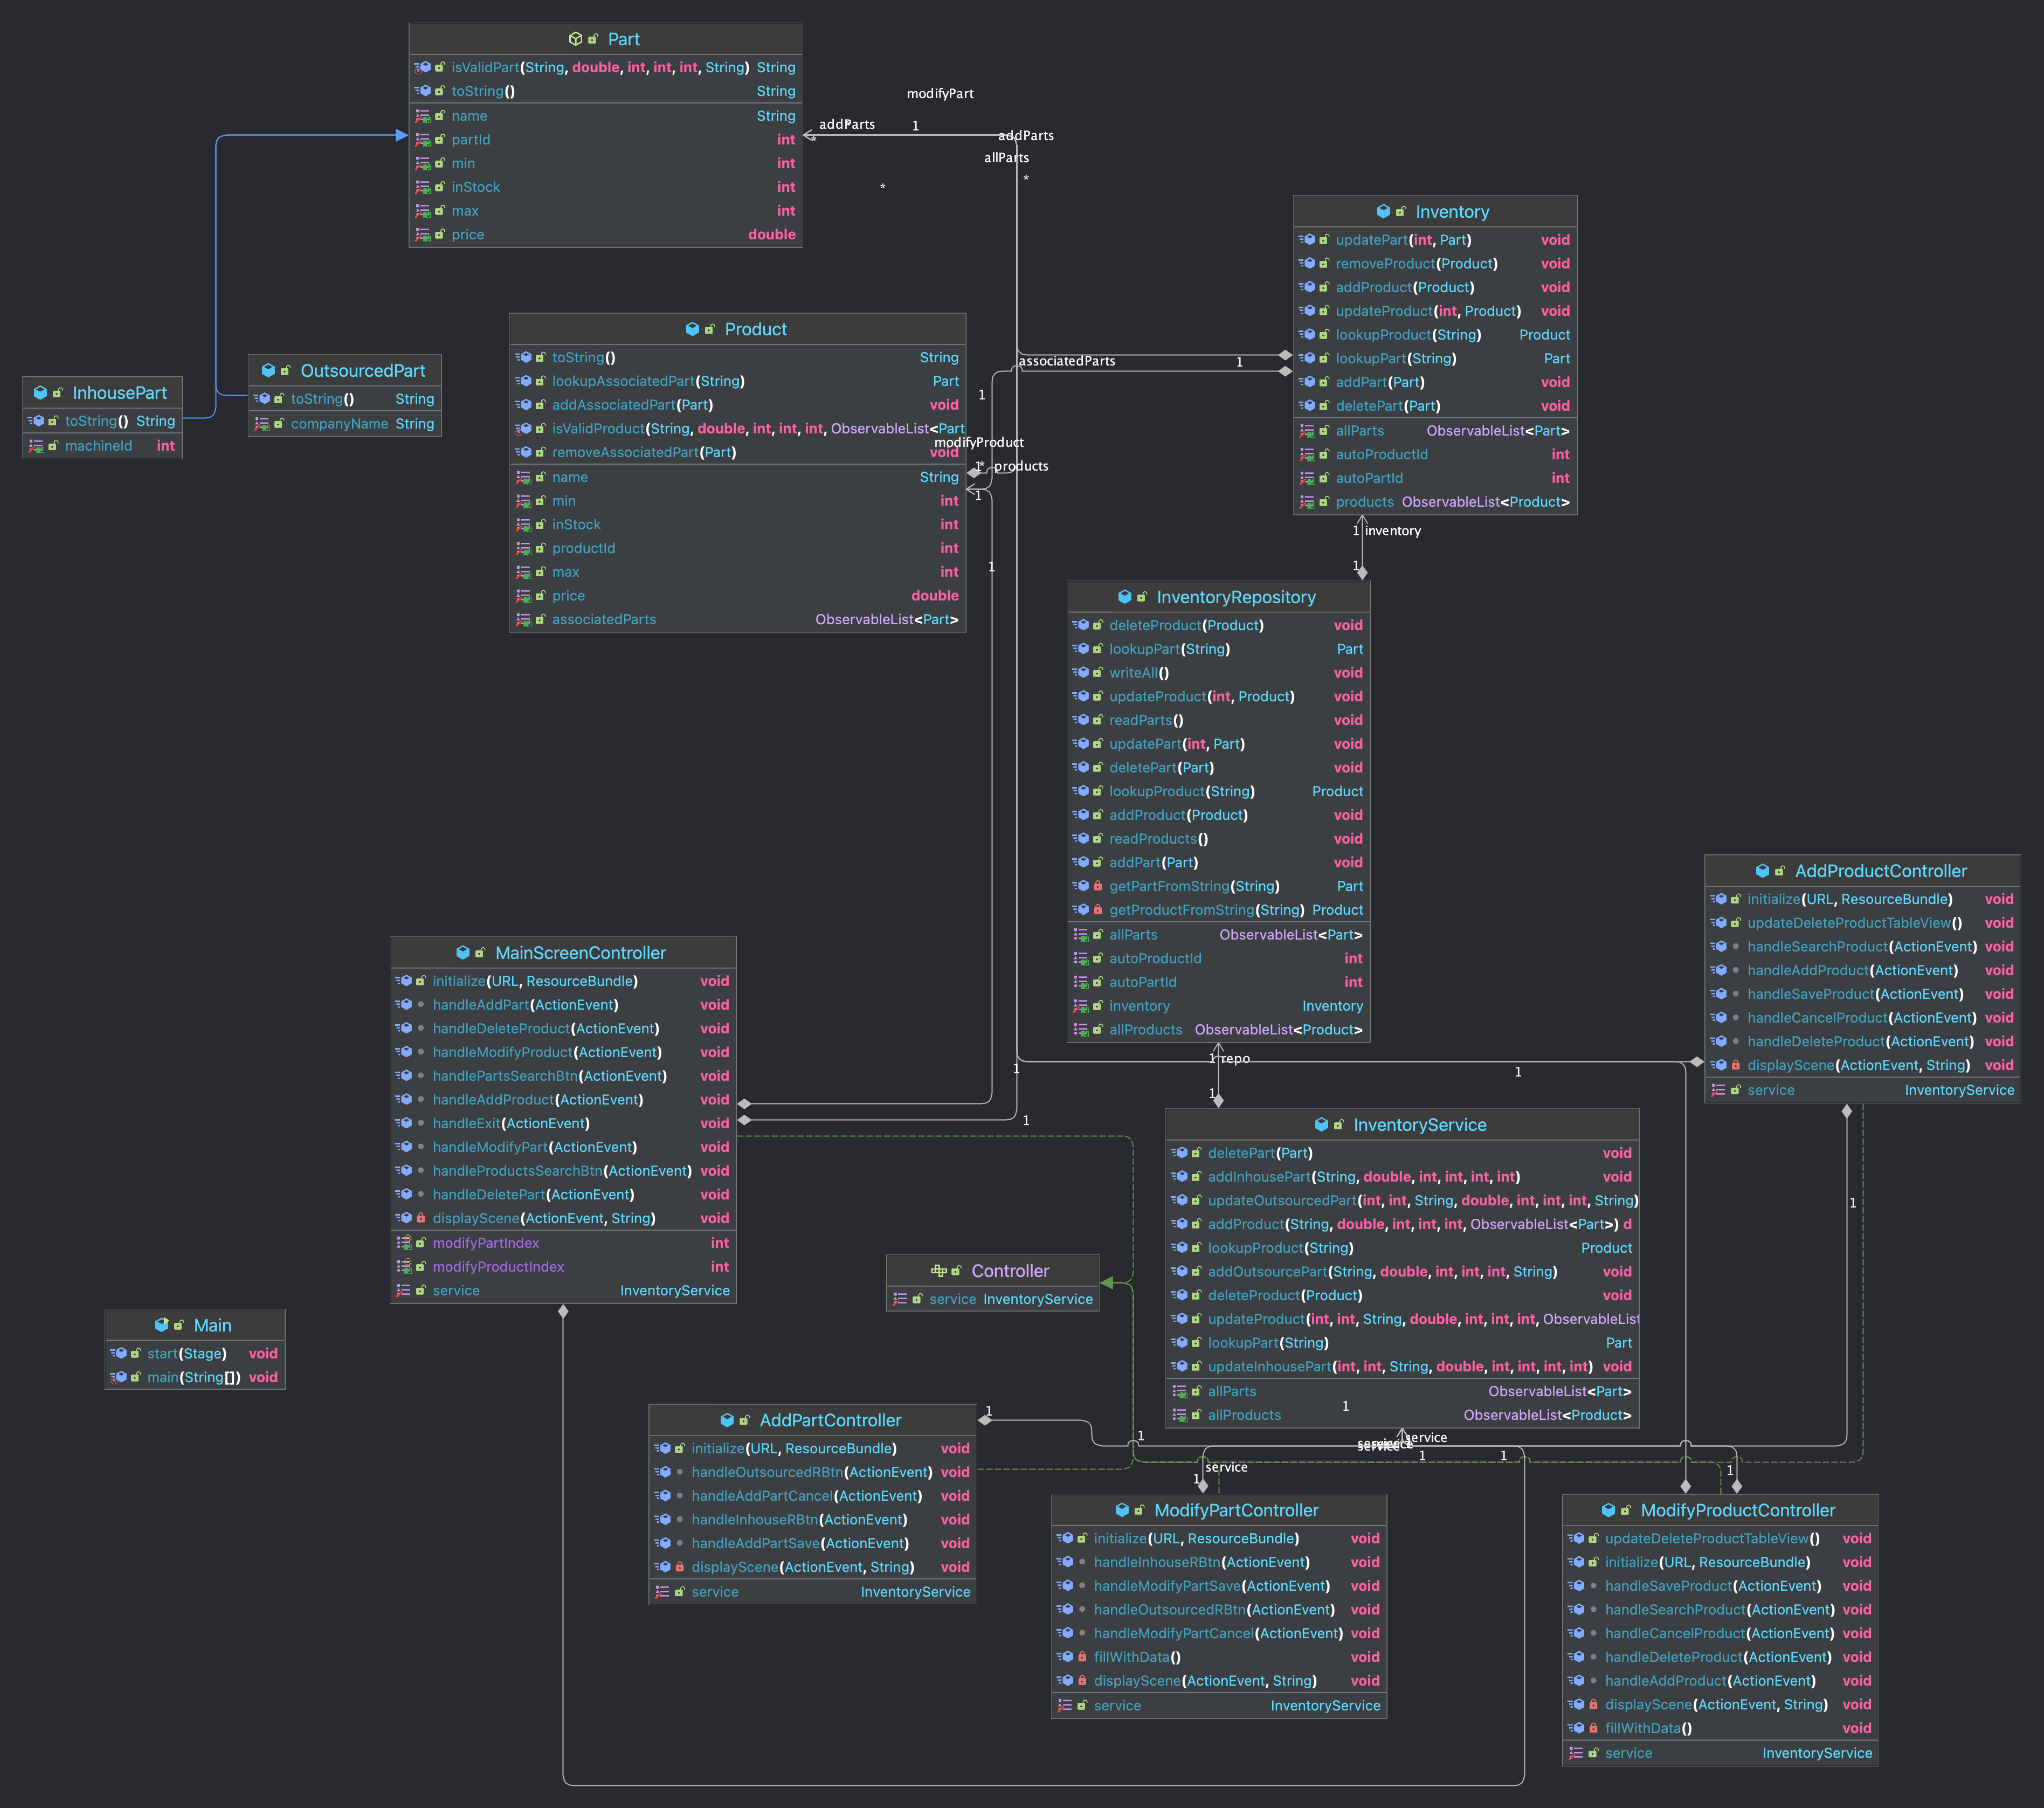 Part
isValidPart(String, double, int, int, int, String) String
toString() String
name String
partId int
min int
inStock int
max int
price double
modifyPart
addParts
*
1
addParts
allParts
*
*
Inventory
updatePart(int, Part) void
removeProduct(Product) void
addProduct(Product) void
updateProduct(int, Product) void
lookupProduct(String) Product
lookupPart(String) Part
addPart(Part) void
deletePart(Part) void
allParts ObservableList<Part>
autoProductId int
autoPartId int
products ObservableList<Product>
Product
toString() String
lookupAssociatedPart(String) Part
addAssociatedPart(Part) void
isValidProduct(String, double, int, int, int, ObservableList<Part
removeAssociatedPart(Part) void
name String
min int
inStock int
productId int
max int
price double
associatedParts ObservableList<Part>
associatedParts
1
1
modifyProduct
1
*
products
1
1
OutsourcedPart
toString() String
companyName String
InhousePart
toString() String
machineId int
1 inventory
1
InventoryRepository
deleteProduct(Product) void
lookupPart(String) Part
writeAll() void
updateProduct(int, Product) void
readParts() void
updatePart(int, Part) void
deletePart(Part) void
lookupProduct(String) Product
addProduct(Product) void
readProducts() void
addPart(Part) void
getPartFromString(String) Part
getProductFromString(String) Product
allParts ObservableList<Part>
autoProductId int
autoPartId int
inventory Inventory
allProducts ObservableList<Product>
AddProductController
initialize(URL, ResourceBundle) void
updateDeleteProductTableView() void
handleSearchProduct(ActionEvent) void
handleAddProduct(ActionEvent) void
handleSaveProduct(ActionEvent) void
handleCancelProduct(ActionEvent) void
handleDeleteProduct(ActionEvent) void
displayScene(ActionEvent, String) void
service InventoryService
MainScreenController
initialize(URL, ResourceBundle) void
handleAddPart(ActionEvent) void
handleDeleteProduct(ActionEvent) void
handleModifyProduct(ActionEvent) void
handlePartsSearchBtn(ActionEvent) void
handleAddProduct(ActionEvent) void
handleExit(ActionEvent) void
handleModifyPart(ActionEvent) void
handleProductsSearchBtn(ActionEvent) void
handleDeletePart(ActionEvent) void
displayScene(ActionEvent, String) void
modifyPartIndex int
modifyProductIndex int
service InventoryService
1 repo
1
1
1
1
1
InventoryService
deletePart(Part) void
addInhousePart(String, double, int, int, int, int) void
updateOutsourcedPart(int, int, String, double, int, int, int, String)
addProduct(String, double, int, int, int, ObservableList<Part>) d
lookupProduct(String) Product
addOutsourcePart(String, double, int, int, int, String) void
deleteProduct(Product) void
updateProduct(int, int, String, double, int, int, int, ObservableList
lookupPart(String) Part
updateInhousePart(int, int, String, double, int, int, int, int) void
allParts ObservableList<Part>
allProducts ObservableList<Product>
1
Controller
service InventoryService
Main
start(Stage) void
main(String[]) void
AddPartController
initialize(URL, ResourceBundle) void
handleOutsourcedRBtn(ActionEvent) void
handleAddPartCancel(ActionEvent) void
handleInhouseRBtn(ActionEvent) void
handleAddPartSave(ActionEvent) void
displayScene(ActionEvent, String) void
service InventoryService
1
1
service
service
1
1
service
1
1
ModifyPartController
initialize(URL, ResourceBundle) void
handleInhouseRBtn(ActionEvent) void
handleModifyPartSave(ActionEvent) void
handleOutsourcedRBtn(ActionEvent) void
handleModifyPartCancel(ActionEvent) void
fillWithData() void
displayScene(ActionEvent, String) void
service InventoryService
ModifyProductController
updateDeleteProductTableView() void
initialize(URL, ResourceBundle) void
handleSaveProduct(ActionEvent) void
handleSearchProduct(ActionEvent) void
handleCancelProduct(ActionEvent) void
handleDeleteProduct(ActionEvent) void
handleAddProduct(ActionEvent) void
displayScene(ActionEvent, String) void
fillWithData() void
service InventoryService